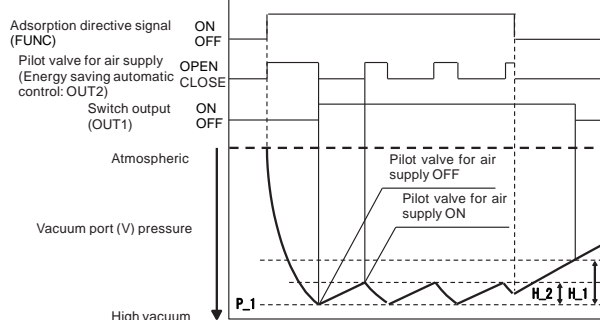 Adsorption directive signal
(FUNC)
ON
OFF
Pilot valve for air supply
(Energy saving automatic
control: OUT2)
OPEN
CLOSE
Switch output
(OUT1)
ON
OFF
Atmospheric
Pilot valve for air
supply OFF
Pilot valve for air
supply ON
Vacuum port (V) pressure
P_1
H_2
H_1
High vacuum